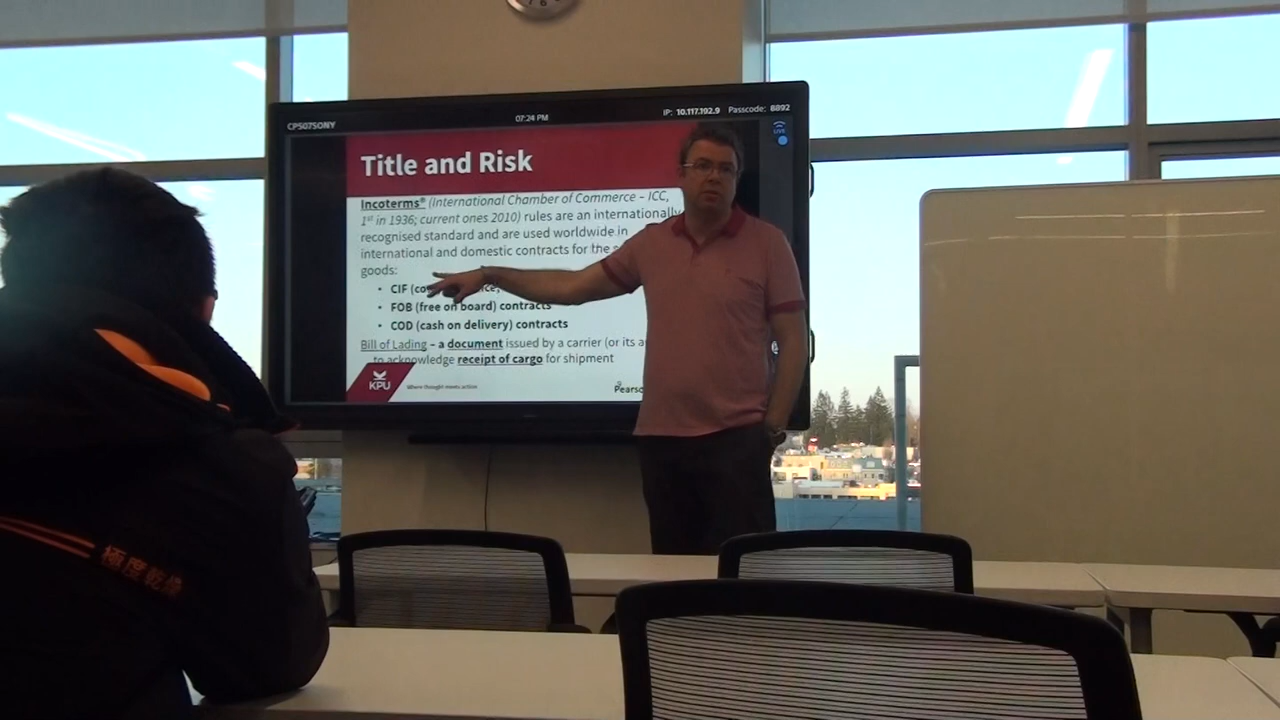 CP507SONY
07:24 PM
IP: 10.117.192.9 Passcode: 8892
LIVE
Title and Risk
Incoterms® (International Chamber of Commerce – ICC,
1st in 1936; current ones 2010) rules are an internationally
recognised standard and are used worldwide in
international and domestic contracts for the
goods:
• CIF
• FOB (free on board) contracts
• COD (cash on delivery) contracts
Bill of Lading – a document issued by a carrier (or its
to acknowledge receipt of cargo for shipment
KPU
Where thought meets action
極度乾燥